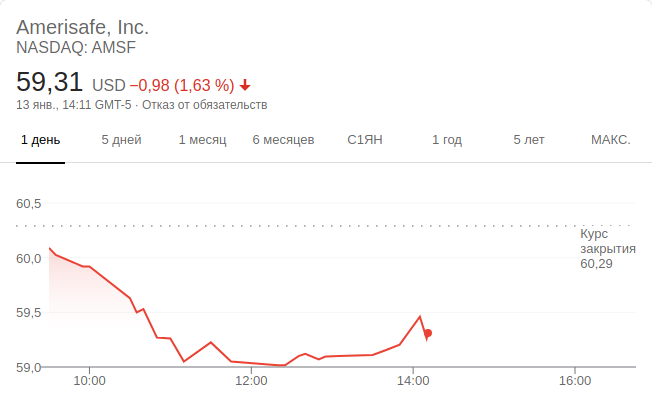 Amerisafe, Inc.
NASDAQ: AMSF
59,31 USD −0,98 (1,63 %)
13 янв., 14:11 GMT-5 · Отказ от обязательств
1 день 5 дней 1 месяц 6 месяцев С1ЯН 1 год 5 лет МАКС.
60,5
Курс
закрытия
60,29
60,0
59,5
59,0
10:00 12:00 14:00 16:00